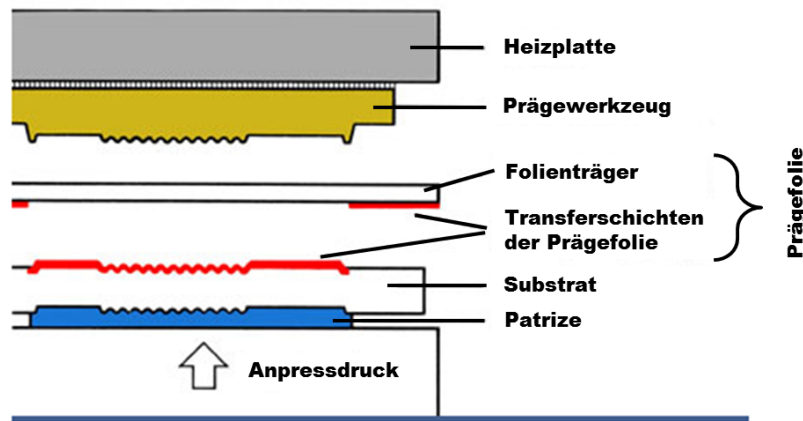 Heizplatte
Prägewerkzeug
Folienträger
Transferschichten
der Prägefolie
Prägefolie
Substrat
Patrize
Anpressdruck